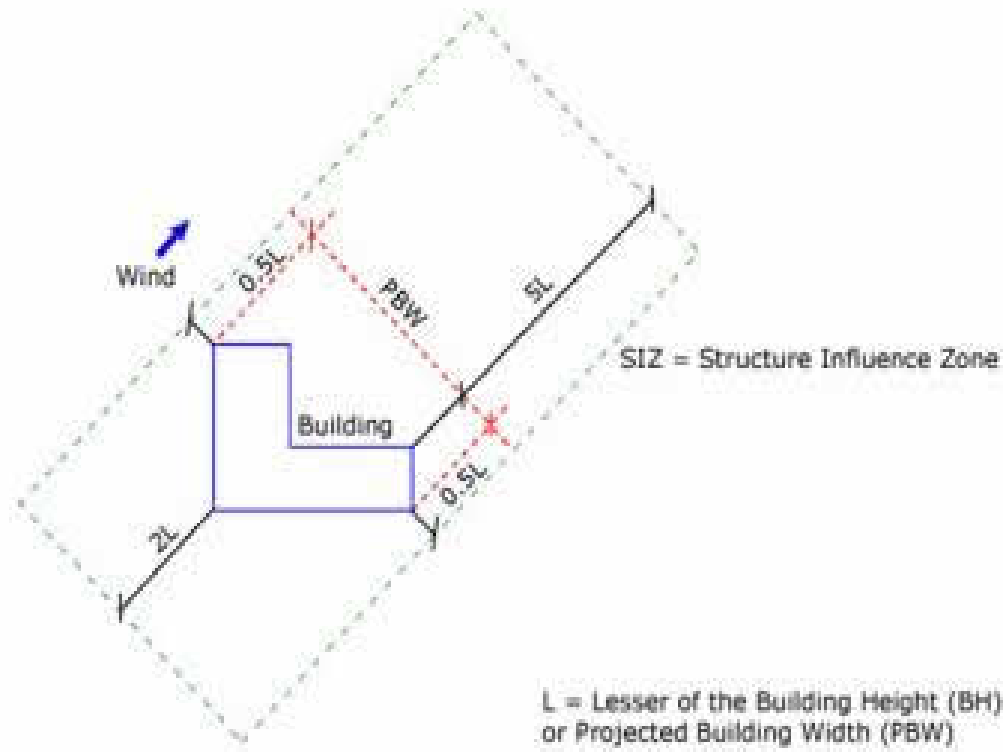 0.5L
Wind
PBW
5L
SIZ = Structure Influence Zone
Building
0.5L
2L
L = Lesser of the Building Height (BH)
or Projected Building Width (PBW)